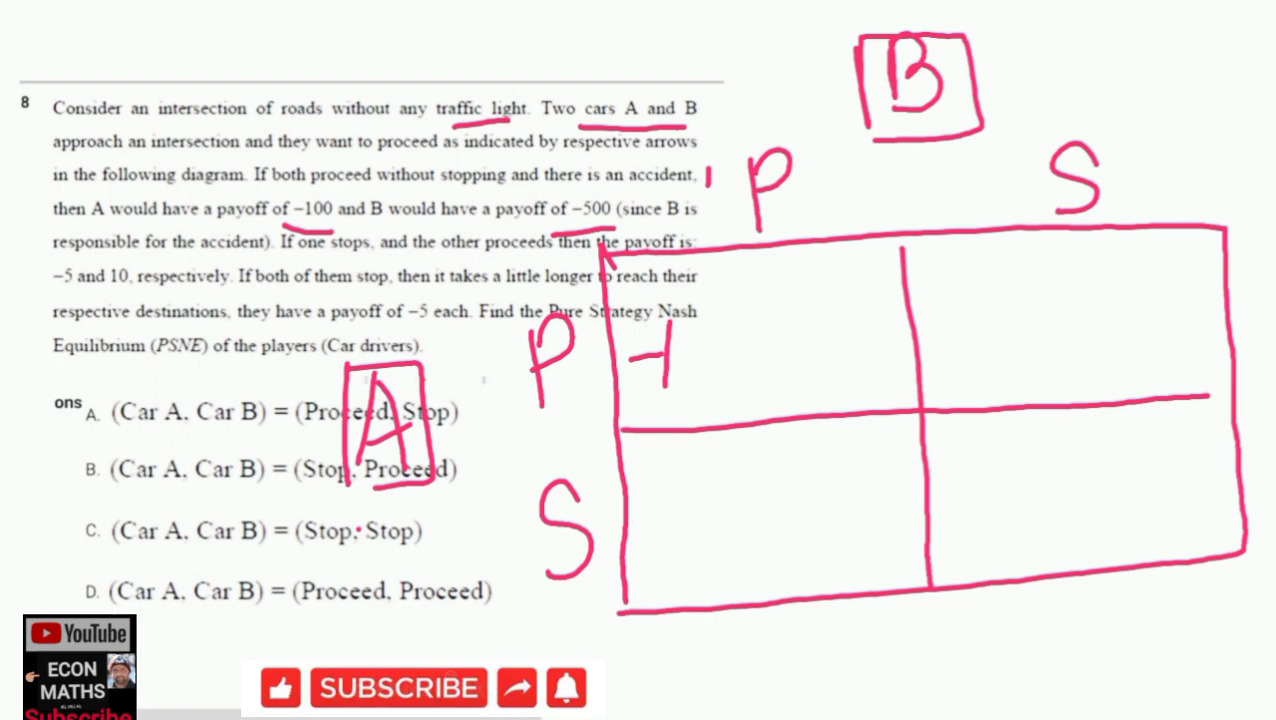 B
P S
8 Consider an intersection of roads without any traffic light. Two cars A and B
approach an intersection and they want to proceed as indicated by respective arrows
in the following diagram. If both proceed without stopping and there is an accident,
then A would have a payoff of −100 and B would have a payoff of −500 (since B is
responsible for the accident). If one stops, and the other proceeds then the payoff is
−5 and 10, respectively. If both of them stop, then it takes a little longer to reach their
respective destinations, they have a payoff of −5 each. Find the Pure Strategy Nash
Equilibrium (PSNE) of the players (Car drivers).
P -1
A
S
ons A. (Car A, Car B) = (Proceed, Stop)
B. (Car A, Car B) = (Stop, Proceed)
C. (Car A, Car B) = (Stop, Stop)
D. (Car A, Car B) = (Proceed, Proceed)
YouTube
ECON
MATHS
Subscribe
SUBSCRIBE